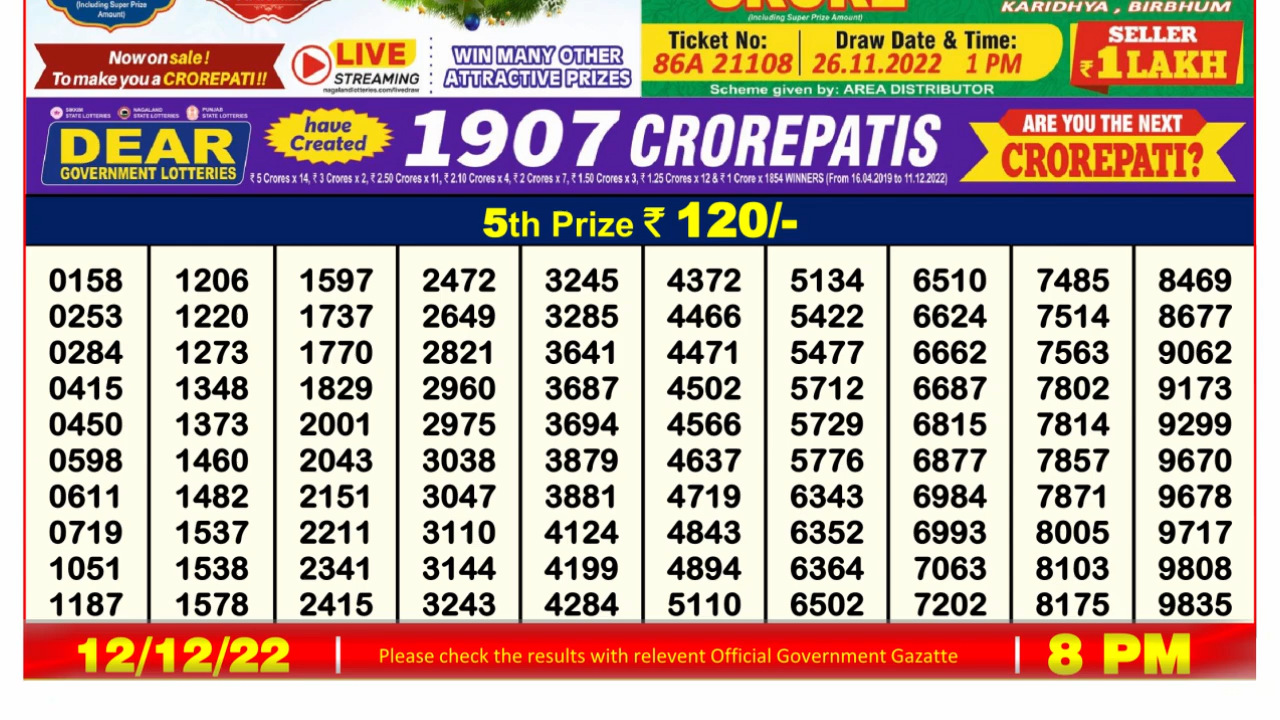 (Including Super Prize
Amount)
Now on sale!
To make you a CROREPATI!!
LIVE
STREAMING
nagalandlotteries.com/livedraw
WIN MANY OTHER
ATTRACTIVE PRIZES
CRORE
(Including Super Prize Amount)
KARIDHYA , BIRBHUM
Ticket No:
86A 21108
Draw Date & Time:
26.11.2022 1 PM
Scheme given by: AREA DISTRIBUTOR
SELLER
₹1LAKH
SIKKIM
STATE LOTTERIES
NAGALAND
STATE LOTTERIES
PUNJAB
STATE LOTTERIES
DEAR
GOVERNMENT LOTTERIES
have
Created
1907 CROREPATIS
₹ 5 Crores x 14, ₹ 3 Crores x 2, ₹ 2.50 Crores x 11, ₹ 2.10 Crores x 4, ₹ 2 Crores x 7, ₹ 1.50 Crores x 3, ₹ 1.25 Crores x 12 & ₹ 1 Crore x 1854 WINNERS (From 16.04.2019 to 11.12.2022)
ARE YOU THE NEXT
CROREPATI?
5th Prize ₹ 120/-
0158 1206 1597 2472 3245 4372 5134 6510 7485 8469
0253 1220 1737 2649 3285 4466 5422 6624 7514 8677
0284 1273 1770 2821 3641 4471 5477 6662 7563 9062
0415 1348 1829 2960 3687 4502 5712 6687 7802 9173
0450 1373 2001 2975 3694 4566 5729 6815 7814 9299
0598 1460 2043 3038 3879 4637 5776 6877 7857 9670
0611 1482 2151 3047 3881 4719 6343 6984 7871 9678
0719 1537 2211 3110 4124 4843 6352 6993 8005 9717
1051 1538 2341 3144 4199 4894 6364 7063 8103 9808
1187 1578 2415 3243 4284 5110 6502 7202 8175 9835
12/12/22
Please check the results with relevent Official Government Gazatte
8 PM